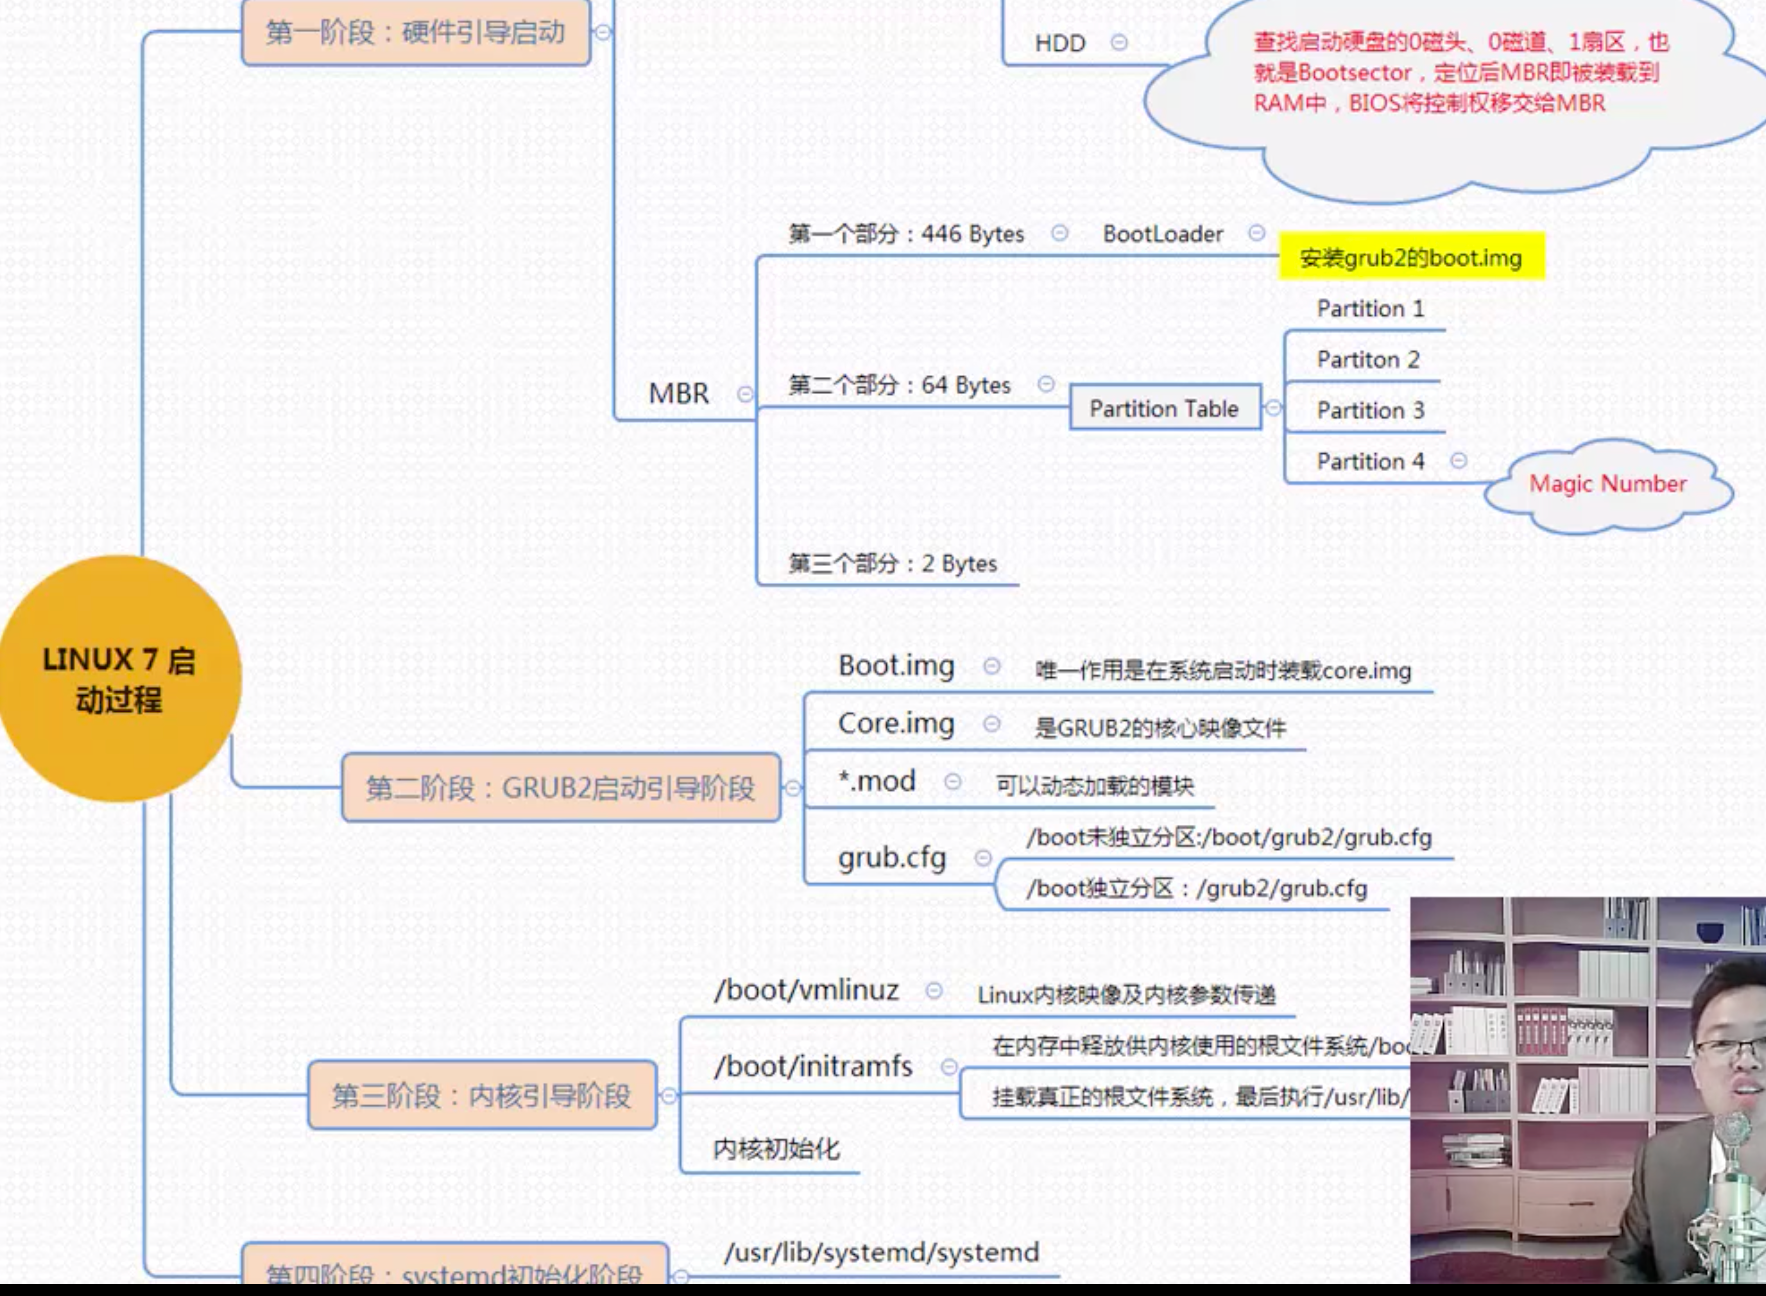 第一阶段：硬件引导启动
HDD
查找启动硬盘的0磁头、0磁道、1扇区，也
就是Bootsector，定位后MBR即被装载到
RAM中，BIOS将控制权移交给MBR
MBR
第一个部分：446 Bytes
BootLoader
安装grub2的boot.img
第二个部分：64 Bytes
Partition Table
Partition 1
Partiton 2
Partition 3
Partition 4
Magic Number
第三个部分：2 Bytes
LINUX 7 启
动过程
第二阶段：GRUB2启动引导阶段
Boot.img
唯一作用是在系统启动时装载core.img
Core.img
是GRUB2的核心映像文件
*.mod
可以动态加载的模块
grub.cfg
/boot未独立分区:/boot/grub2/grub.cfg
/boot独立分区：/grub2/grub.cfg
第三阶段：内核引导阶段
/boot/vmlinuz
Linux内核映像及内核参数传递
/boot/initramfs
在内存中释放供内核使用的根文件系统/bo
挂载真正的根文件系统，最后执行/usr/lib/
内核初始化
第四阶段：systemd初始化阶段
/usr/lib/systemd/systemd